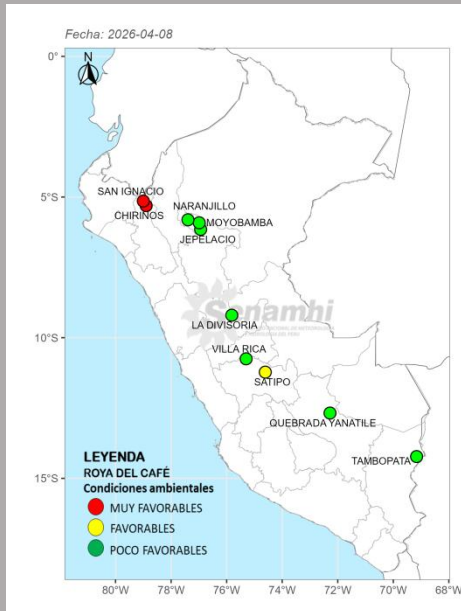 Fecha: 2026-04-08
N
0°
5°S
10°S
15°S
SAN IGNACIO
CHIRINOS
NARANJILLO
MOYOBAMBA
JEPELACIO
Senamhi
LA DIVISORIA
VILLA RICA
SATIPO
QUEBRADA YANATILE
TAMBOPATA
LEYENDA
ROYA DEL CAFÉ
Condiciones ambientales
MUY FAVORABLES
FAVORABLES
POCO FAVORABLES
80°W 78°W 76°W 74°W 72°W 70°W 68°W